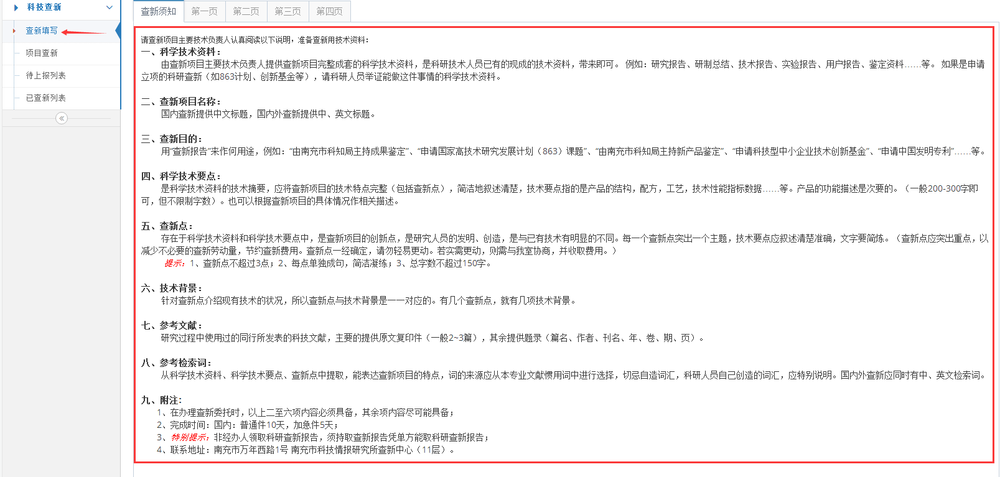 科技查新
查新填写
项目查新
待上报列表
已查新列表
查新须知 第一页 第二页 第三页 第四页
请查新项目主要技术负责人认真阅读以下说明，准备查新用技术资料：
一、科学技术资料：
由查新项目主要技术负责人提供查新项目完整成套的科学技术资料，是科研技术人员已有的现成的技术资料，带来即可。 例如：研究报告、研制总结、技术报告、实验报告、用户报告、鉴定资料……等。 如果是申请
立项的科研查新（如863计划、创新基金等），请科研人员举证能做这件事情的科学技术资料。
二、查新项目名称：
国内查新提供中文标题，国内外查新提供中、英文标题。
三、查新目的：
用“查新报告”来作何用途，例如：“由南充市科知局主持成果鉴定”、“申请国家高技术研究发展计划（863）课题”、“由南充市科知局主持新产品鉴定”、“申请科技型中小企业技术创新基金”、“申请中国发明专利”……等。
四、科学技术要点：
是科学技术资料的技术摘要，应将查新项目的技术特点完整（包括查新点），简洁地叙述清楚，技术要点指的是产品的结构，配方，工艺，技术性能指标数据……等。产品的功能描述是次要的。（一般200-300字即
可，但不限制字数）。也可以根据查新项目的具体情况作相关描述。
五、查新点：
存在于科学技术资料和科学技术要点中，是查新项目的创新点，是研究人员的发明、创造，是与已有技术有明显的不同。每一个查新点突出一个主题，技术要点应叙述清楚准确，文字要简炼。（查新点应突出重点，以
减少不必要的查新劳动量，节约查新费用。查新点一经确定，请勿轻易更动。若实需更动，则需与我室协商，并收取费用。）
提示：1、查新点不超过3点；2、每点单独成句，简洁凝练；3、总字数不超过150字。
六、技术背景：
针对查新点介绍现有技术的状况，所以查新点与技术背景是一一对应的。有几个查新点，就有几项技术背景。
七、参考文献：
研究过程中使用过的同行所发表的科技文献，主要的提供原文复印件（一般2~3篇），其余提供题录（篇名、作者、刊名、年、卷、期、页）。
八、参考检索词：
从科学技术资料、科学技术要点、查新点中提取，能表达查新项目的特点，词的来源应从本专业文献惯用词中进行选择，切忌自造词汇，科研人员自己创造的词汇，应特别说明。国内外查新应同时有中、英文检索词。
九、附注:
1、在办理查新委托时，以上二至六项内容必须具备，其余项内容尽可能具备；
2、完成时间：国内：普通件10天，加急件5天；
3、特别提示：非经办人领取科研查新报告，须持取查新报告凭单方能取科研查新报告；
4、联系地址：南充市万年西路1号 南充市科技情报研究所查新中心（11层）。